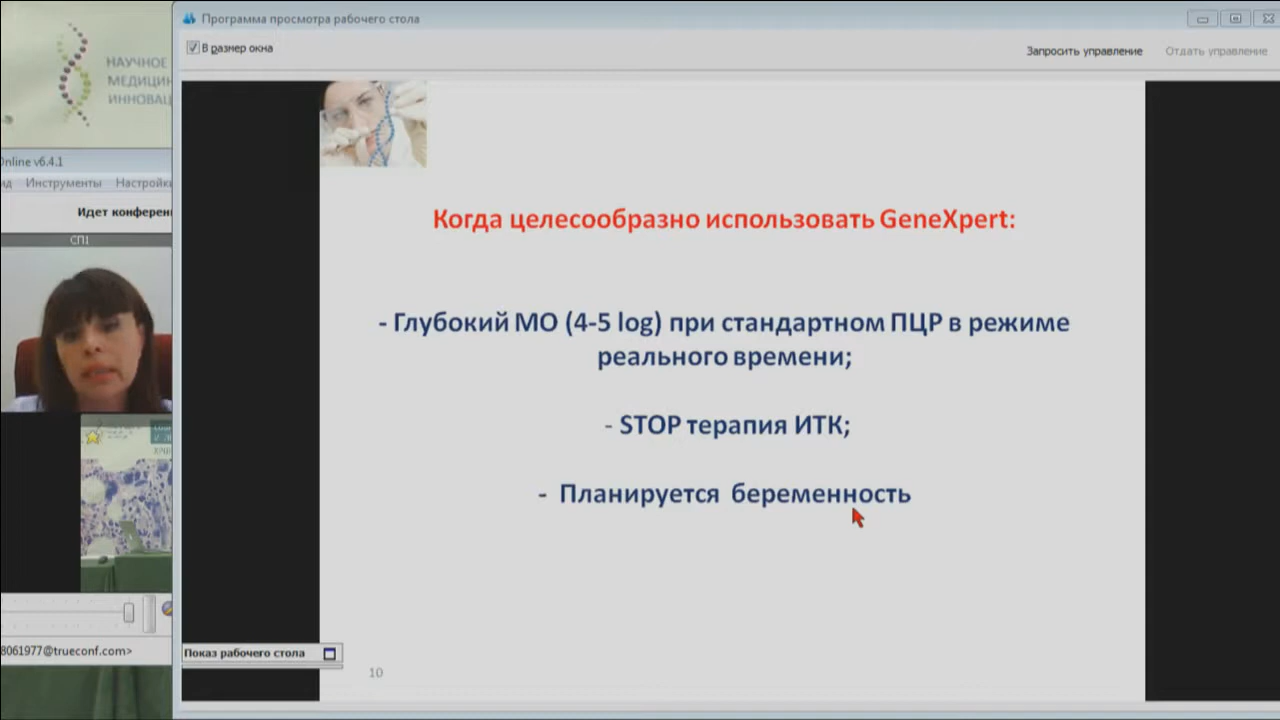 Программа просмотра рабочего стола
В размер окна
Запросить управление
Отдать управление
НАУЧНОЕ
МЕДИЦИН
ИННОВАЦ
Online v6.4.1
Инструменты
Настройки
Идет конферен
СП1
Когда целесообразно использовать GeneXpert:
- Глубокий МО (4-5 log) при стандартном ПЦР в режиме
реального времени;
- STOP терапия ИТК;
- Планируется беременность
8061977@trueconf.com>
Показ рабочего стола
10